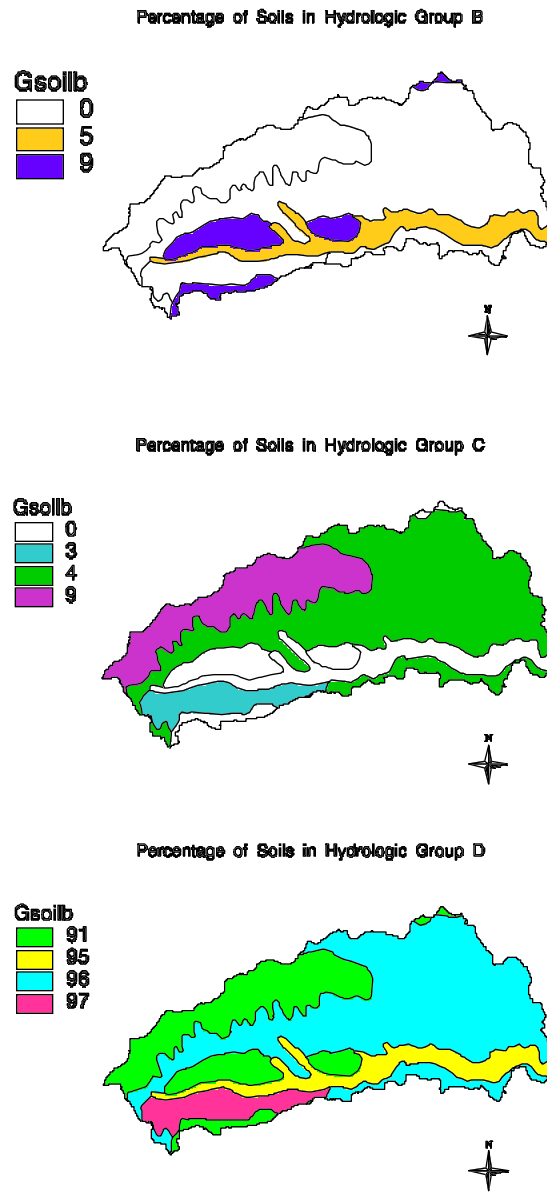 Percentage of Soils in Hydrologic Group B
Gsoilb
0
5
9
N
Percentage of Soils in Hydrologic Group C
Gsoilb
0
3
4
9
N
Percentage of Soils in Hydrologic Group D
Gsoilb
91
95
96
97
N